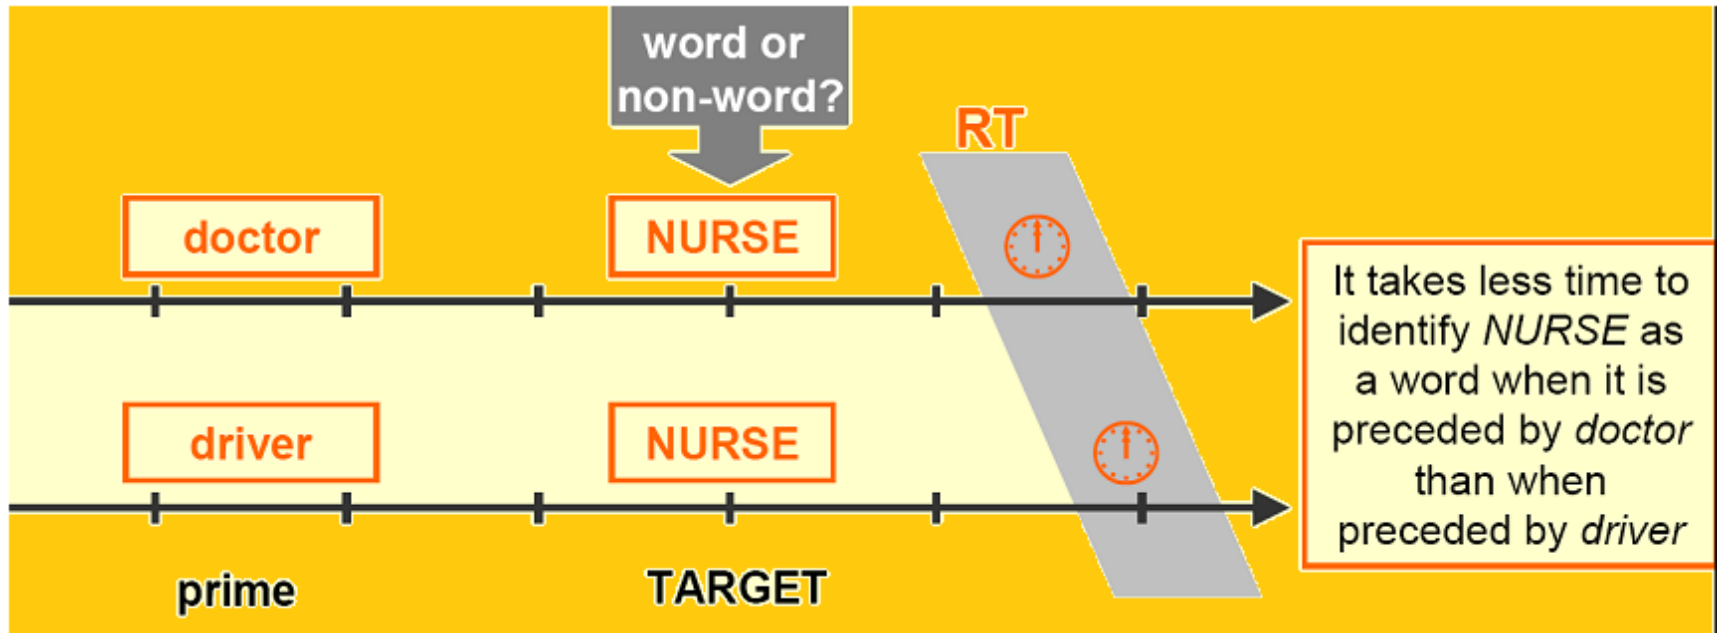 word or
non-word?
RT
doctor
NURSE
driver
NURSE
It takes less time to
identify NURSE as
a word when it is
preceded by doctor
than when
preceded by driver
prime
TARGET